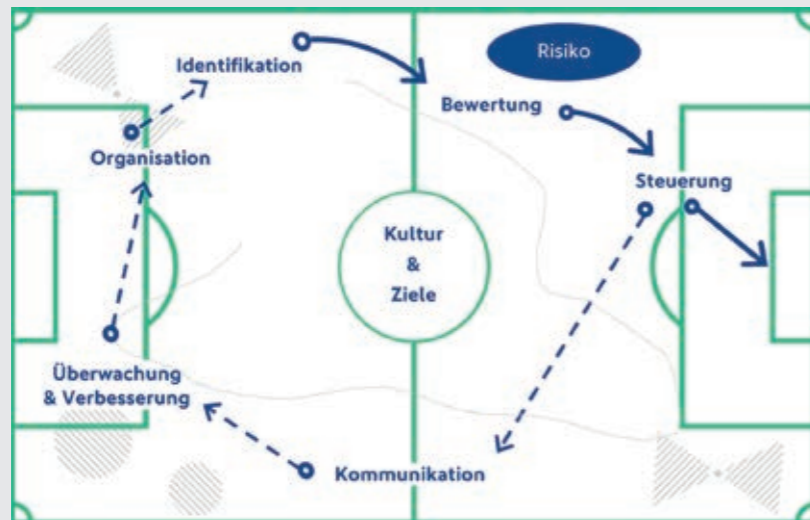 Risiko
Identifikation
Bewertung
Organisation
Steuerung
Kultur
&
Ziele
Überwachung
& Verbesserung
Kommunikation